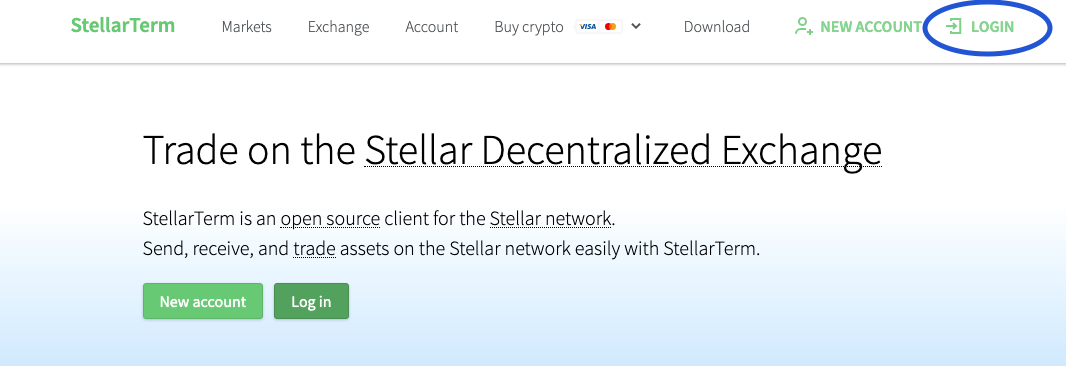 StellarTerm Markets Exchange Account Buy crypto VISA Download NEW ACCOUNT LOGIN
Trade on the Stellar Decentralized Exchange
StellarTerm is an open source client for the Stellar network.
Send, receive, and trade assets on the Stellar network easily with StellarTerm.
New account Log in